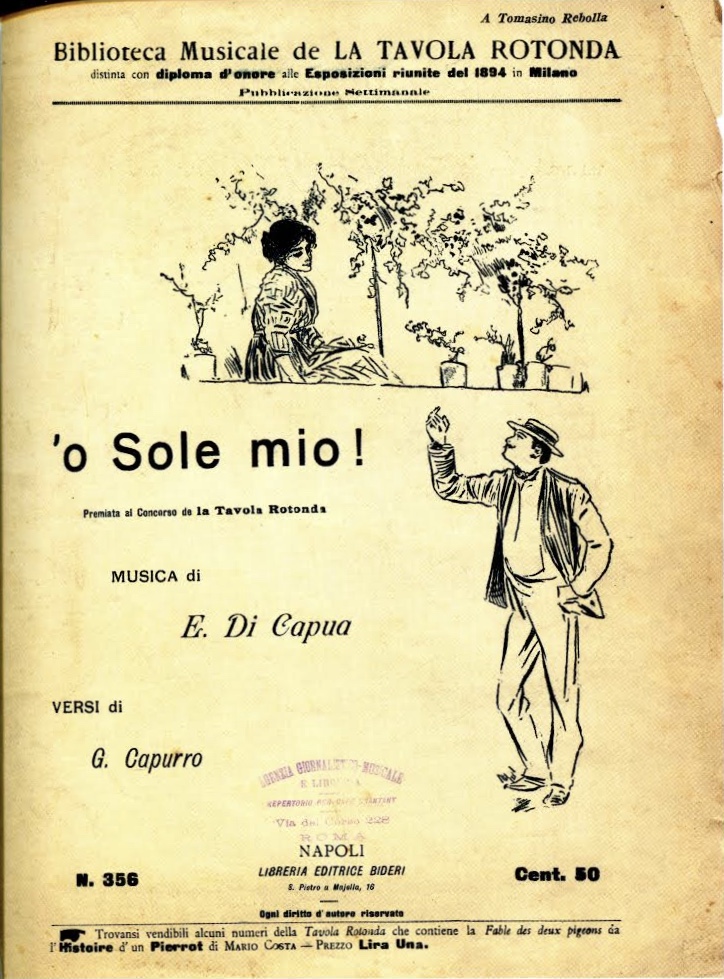 A Tomasino Rebolla
Biblioteca Musicale de LA TAVOLA ROTONDA
distinta con diploma d'onore alle Esposizioni riunite del 1894 in Milano
Pubblicazione Settimanale
'o Sole mio!
Premiata al Concorso de la Tavola Rotonda
MUSICA di
E. Di Capua
VERSI di
G. Capurro
E LIBRERIA
REPERTORIO
Via del Corso 228
ROMA
NAPOLI
LIBRERIA EDITRICE BIDERI
S. Pietro a Majella, 16
N. 356
Cent. 50
Ogni diritto d'autore riservato
Trovansi vendibili alcuni numeri della Tavola Rotonda che contiene la Fable des deux pigeons da
l'Histoire d'un Pierrot di MARIO COSTA — PREZZO Lira Una.